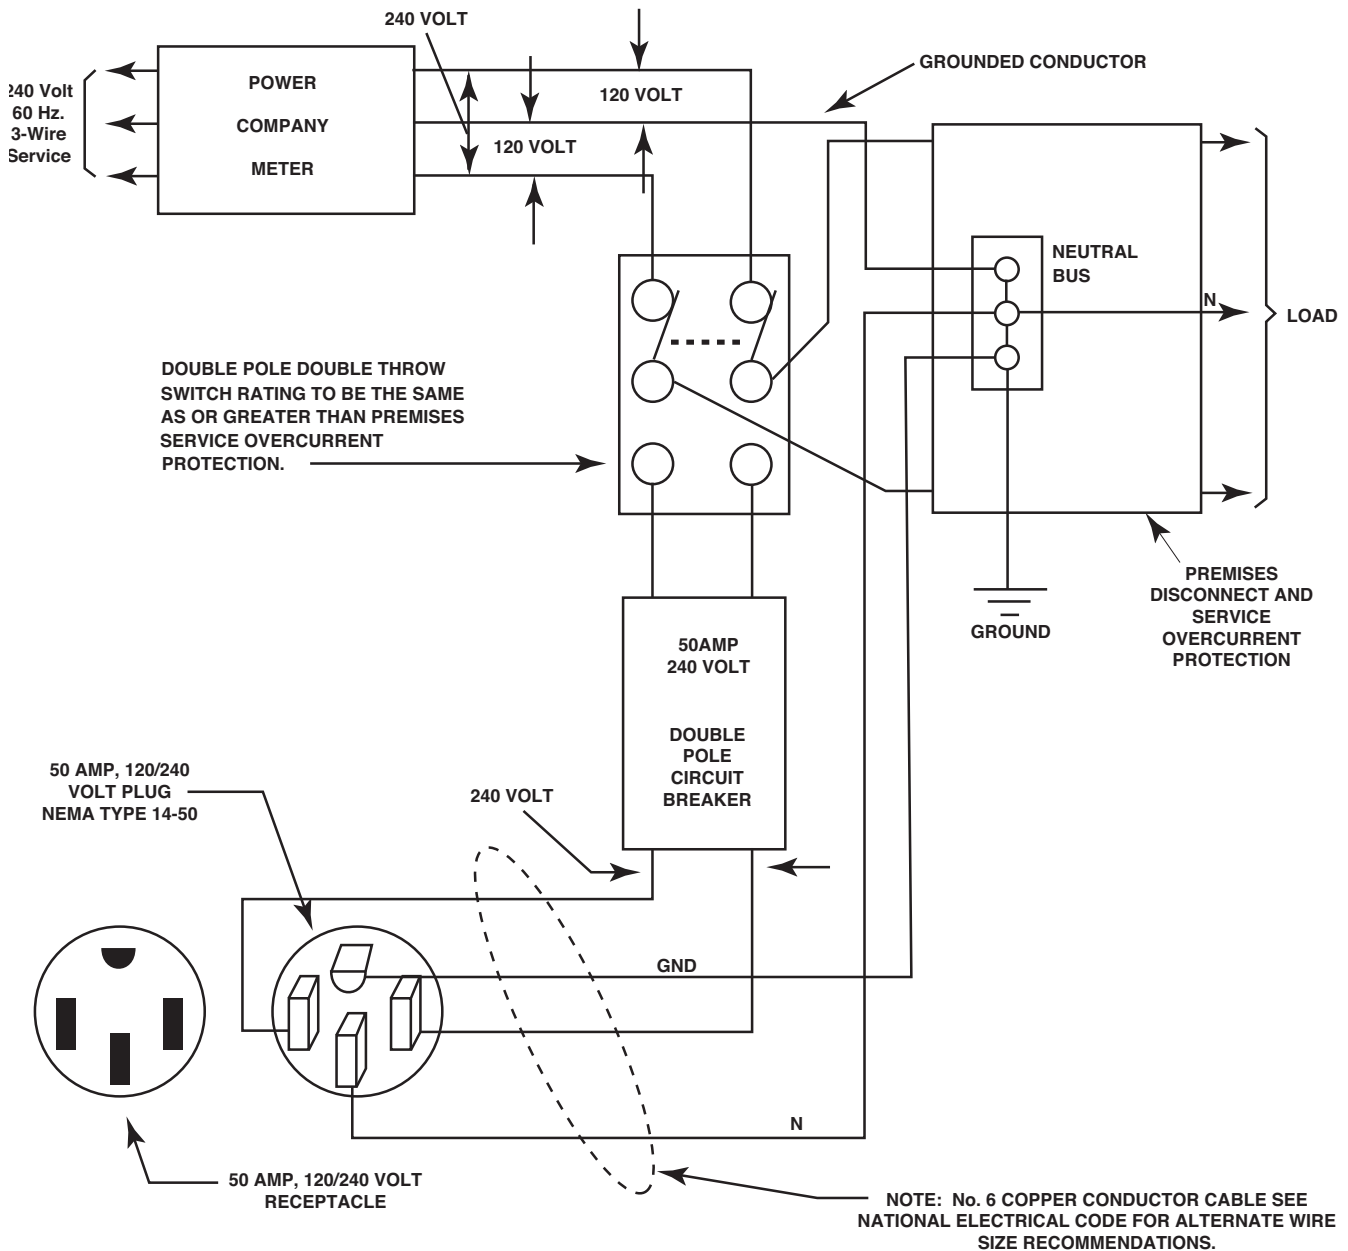 240 VOLT
GROUNDED CONDUCTOR
240 Volt
60 Hz.
3-Wire
Service
POWER
COMPANY
METER
120 VOLT
120 VOLT
NEUTRAL
BUS
N
LOAD
DOUBLE POLE DOUBLE THROW
SWITCH RATING TO BE THE SAME
AS OR GREATER THAN PREMISES
SERVICE OVERCURRENT
PROTECTION.
GROUND
PREMISES
DISCONNECT AND
SERVICE
OVERCURRENT
PROTECTION
50AMP
240 VOLT
DOUBLE
POLE
CIRCUIT
BREAKER
50 AMP, 120/240
VOLT PLUG
NEMA TYPE 14-50
240 VOLT
GND
N
50 AMP, 120/240 VOLT
RECEPTACLE
NOTE: No. 6 COPPER CONDUCTOR CABLE SEE
NATIONAL ELECTRICAL CODE FOR ALTERNATE WIRE
SIZE RECOMMENDATIONS.